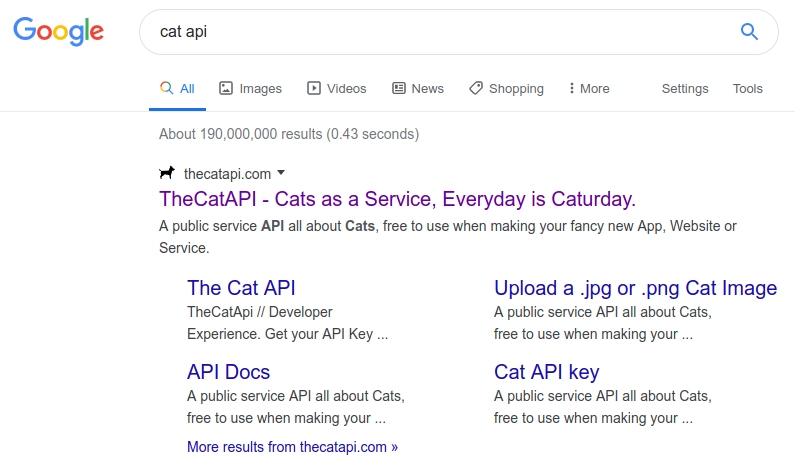 Google
cat api
All Images Videos News Shopping More Settings Tools
About 190,000,000 results (0.43 seconds)
thecatapi.com
TheCatAPI - Cats as a Service, Everyday is Caturday.
A public service API all about Cats, free to use when making your fancy new App, Website or
Service.
The Cat API
TheCatApi // Developer
Experience. Get your API Key ...
Upload a .jpg or .png Cat Image
A public service API all about Cats,
free to use when making your ...
API Docs
A public service API all about Cats,
free to use when making your ...
Cat API key
A public service API all about Cats,
free to use when making your ...
More results from thecatapi.com »